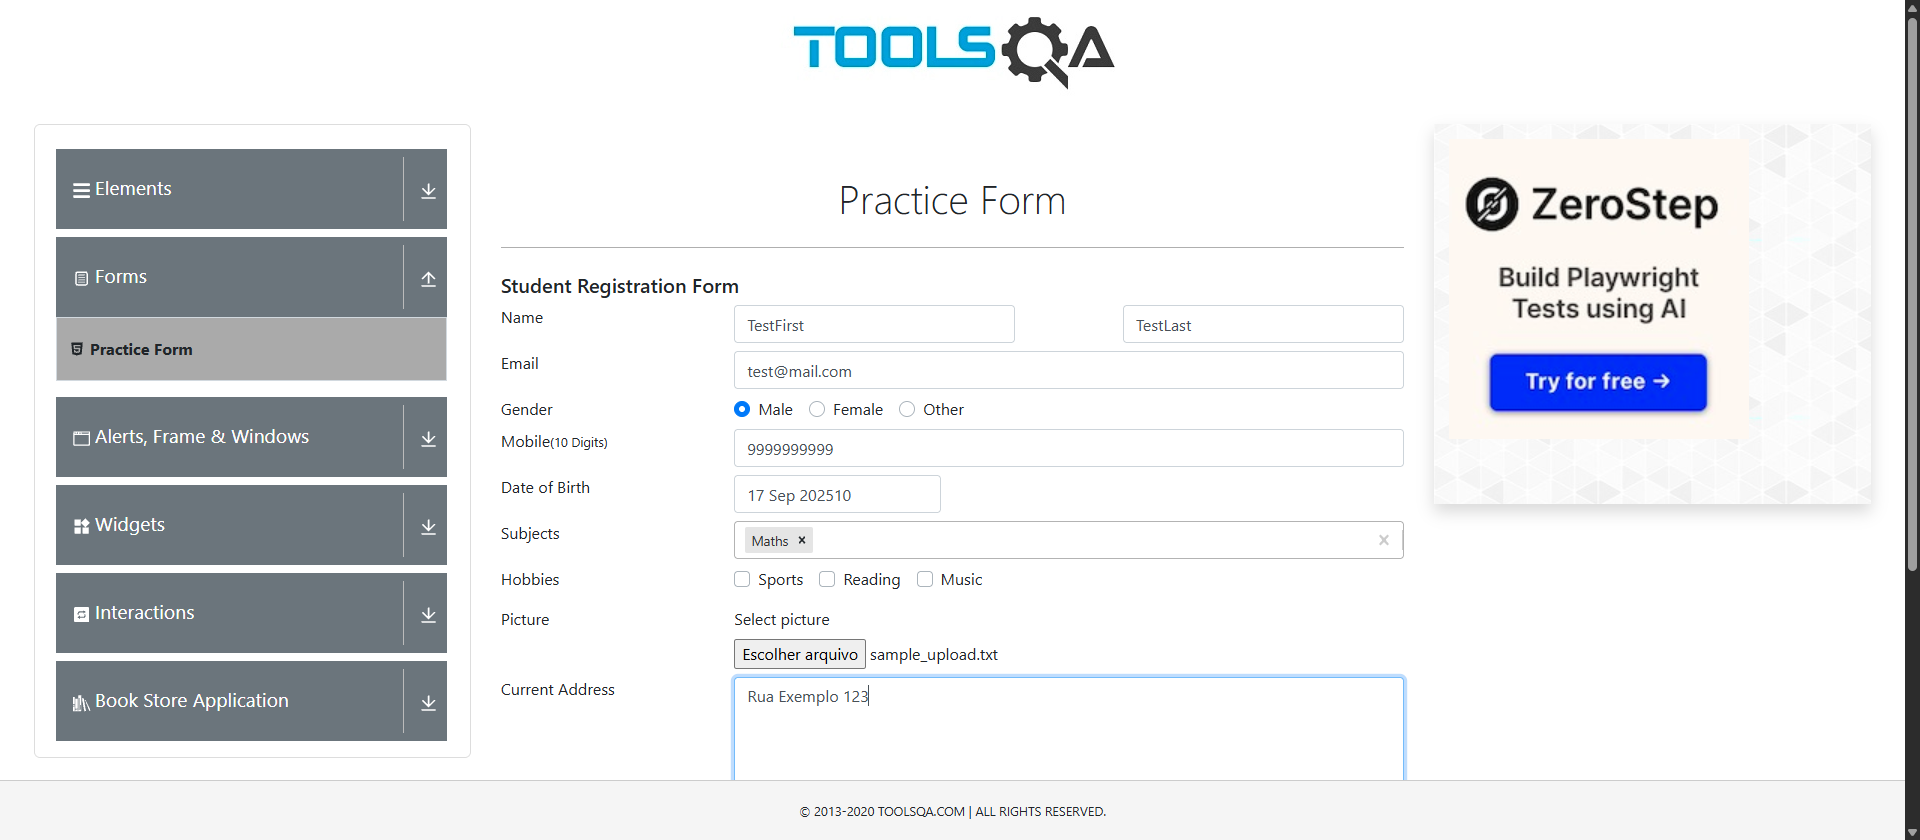 TOOLSQA
Elements
Forms
Practice Form
Alerts, Frame & Windows
Widgets
Interactions
Book Store Application
Practice Form
Student Registration Form
Name TestFirst TestLast
Email test@mail.com
Gender Male Female Other
Mobile(10 Digits) 9999999999
Date of Birth 17 Sep 202510
Subjects Maths ×
Hobbies Sports Reading Music
Picture Select picture
Escolher arquivo sample_upload.txt
Current Address Rua Exemplo 123
ZeroStep
Build Playwright
Tests using AI
Try for free →
© 2013-2020 TOOLSQA.COM | ALL RIGHTS RESERVED.